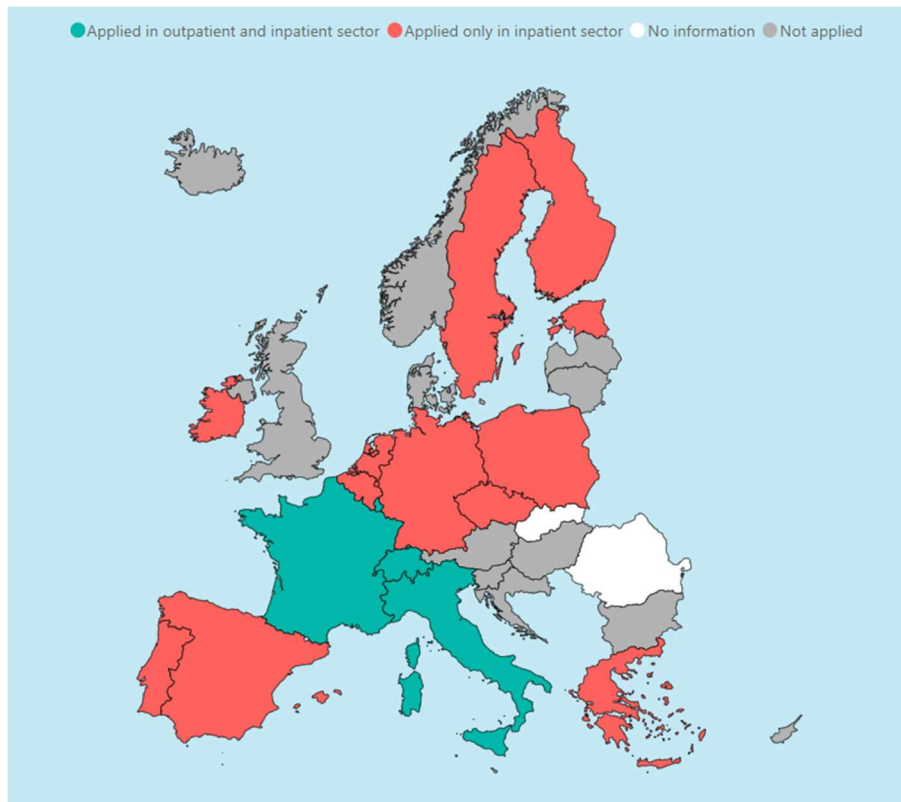 Applied in outpatient and inpatient sector Applied only in inpatient sector No information Not applied